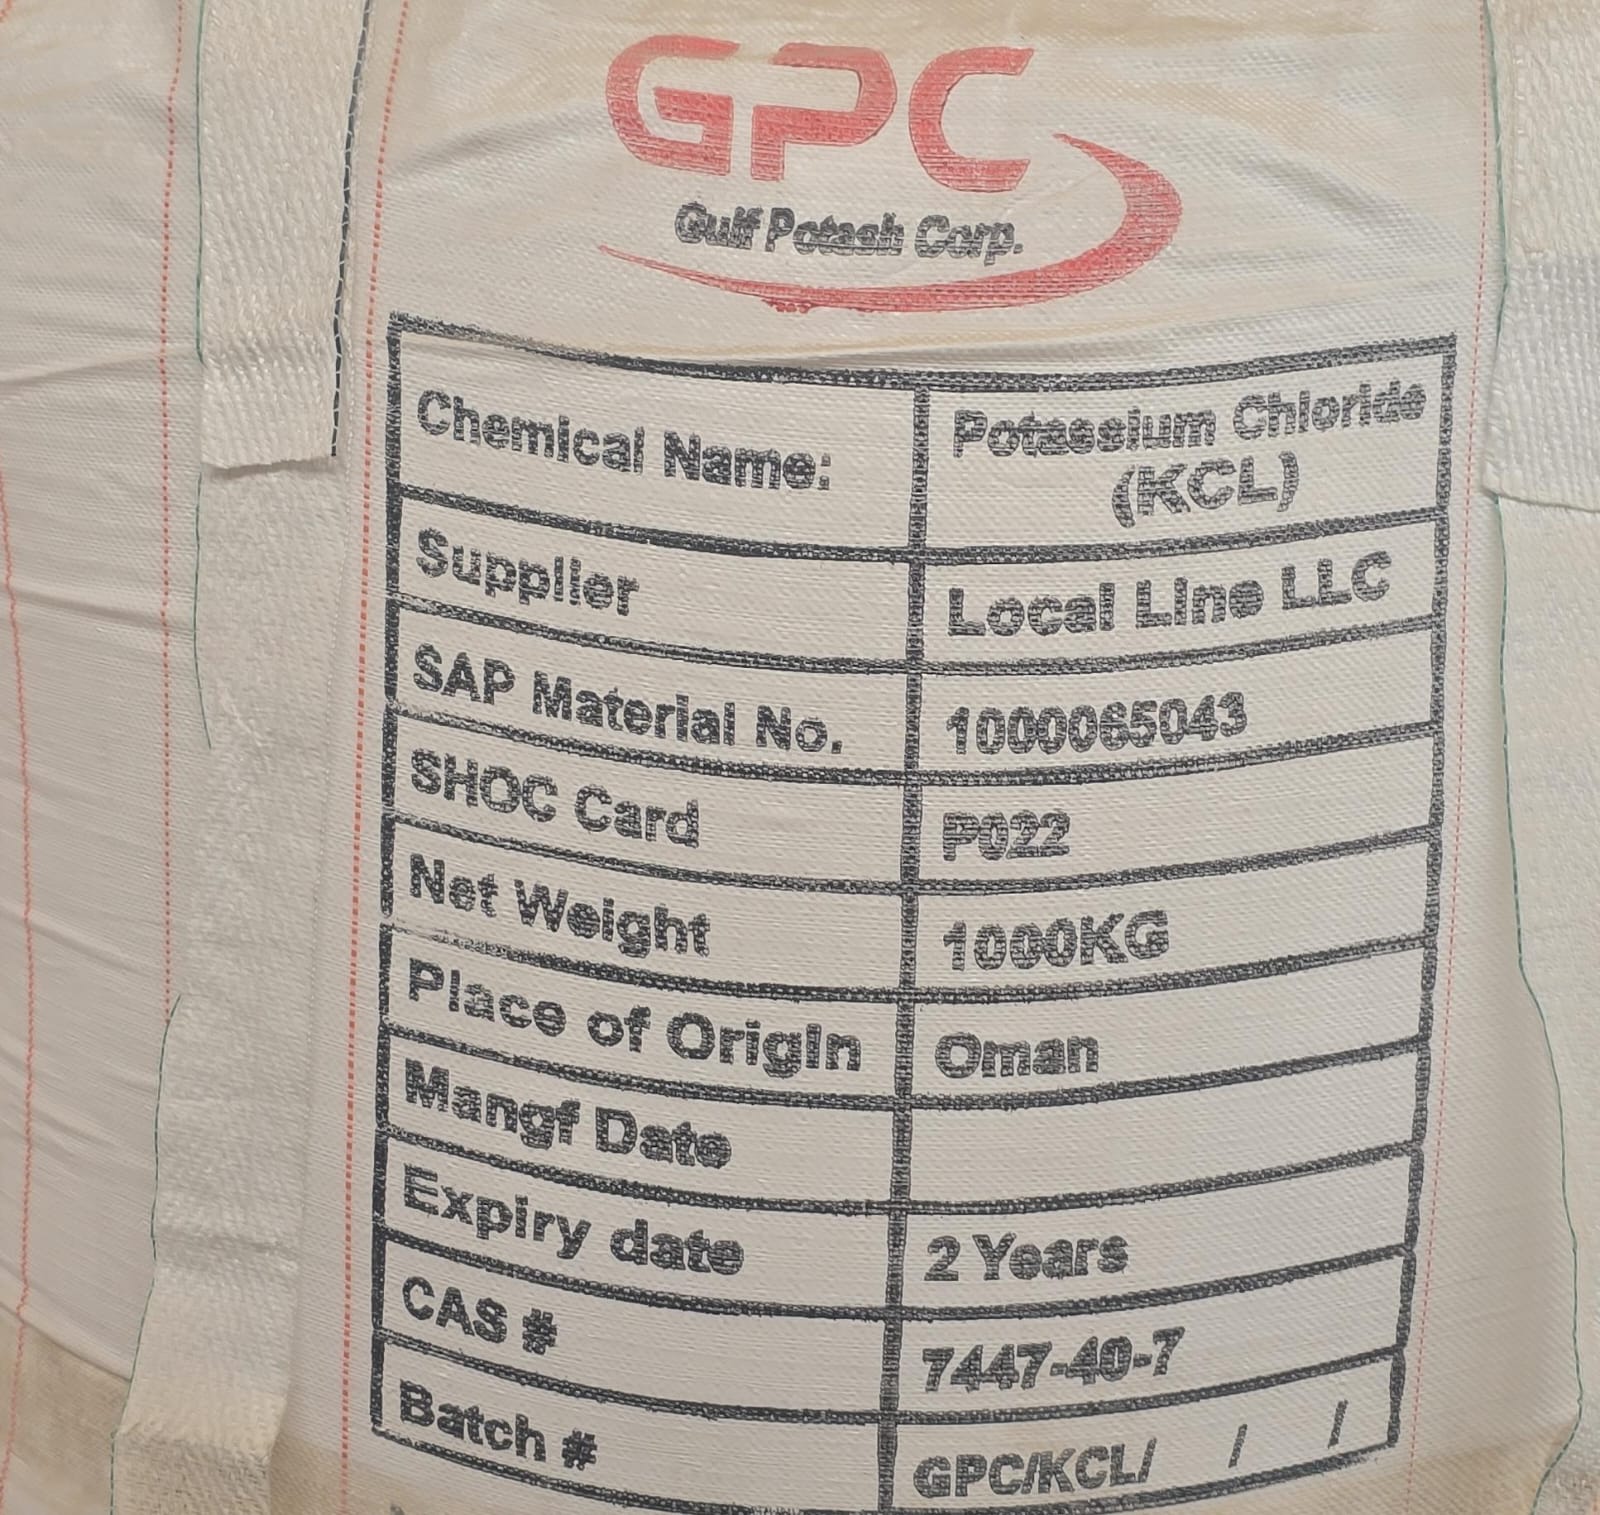 GPC
Gulf Potash Corp.
Chemical Name: Potassium Chloride
(KCL)
Supplier Local Line LLC
SAP Material No. 1000065043
SHOC Card P022
Net Weight 1000KG
Place of Origin Oman
Mangf Date
Expiry date 2 Years
CAS # 7447-40-7
Batch # GPC/KCL/ / /